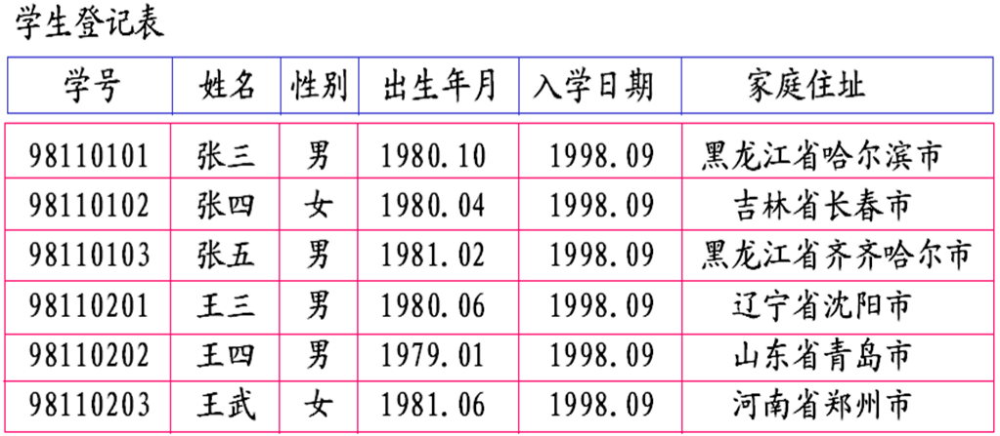 学生登记表
学号 姓名 性别 出生年月 入学日期 家庭住址
98110101 张三 男 1980.10 1998.09 黑龙江省哈尔滨市
98110102 张四 女 1980.04 1998.09 吉林省长春市
98110103 张五 男 1981.02 1998.09 黑龙江省齐齐哈尔市
98110201 王三 男 1980.06 1998.09 辽宁省沈阳市
98110202 王四 男 1979.01 1998.09 山东省青岛市
98110203 王武 女 1981.06 1998.09 河南省郑州市